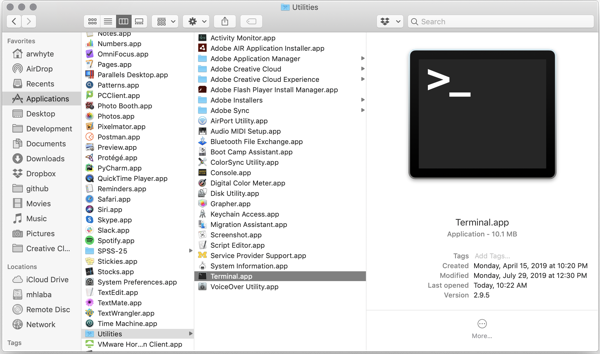 Utilities
Search
Favorites
arwhyte
AirDrop
Recents
Applications
Desktop
Development
Documents
Downloads
Dropbox
github
Movies
Music
Pictures
Creative Cl...
Locations
iCloud Drive
mhlaba
Remote Disc
Network
Tags
Notes.app
Numbers.app
OmniFocus.app
Pages.app
Parallels Desktop.app
Patterns.app
PCClient.app
Photo Booth.app
Photos.app
Pixelmator.app
Postman.app
Preview.app
Protégé.app
PyCharm.app
QuickTime Player.app
Reminders.app
Safari.app
Siri.app
Skype.app
Slack.app
Spotify.app
SPSS-25
Stickies.app
Stocks.app
System Preferences.app
TextEdit.app
TextMate.app
TextWrangler.app
Time Machine.app
Utilities
VMware Hor...n Client.app
Activity Monitor.app
Adobe AIR Application Installer.app
Adobe Application Manager
Adobe Creative Cloud
Adobe Creative Cloud Experience
Adobe Flash Player Install Manager.app
Adobe Installers
Adobe Sync
AirPort Utility.app
Audio MIDI Setup.app
Bluetooth File Exchange.app
Boot Camp Assistant.app
ColorSync Utility.app
Console.app
Digital Color Meter.app
Disk Utility.app
Grapher.app
Keychain Access.app
Migration Assistant.app
Screenshot.app
Script Editor.app
Service Provider Support.app
System Information.app
Terminal.app
VoiceOver Utility.app
>_
Terminal.app
Application - 10.1 MB
Tags Add Tags...
Created Monday, April 15, 2019 at 10:20 PM
Modified Monday, July 29, 2019 at 12:30 PM
Last opened Today, 10:22 AM
Version 2.9.5
More...